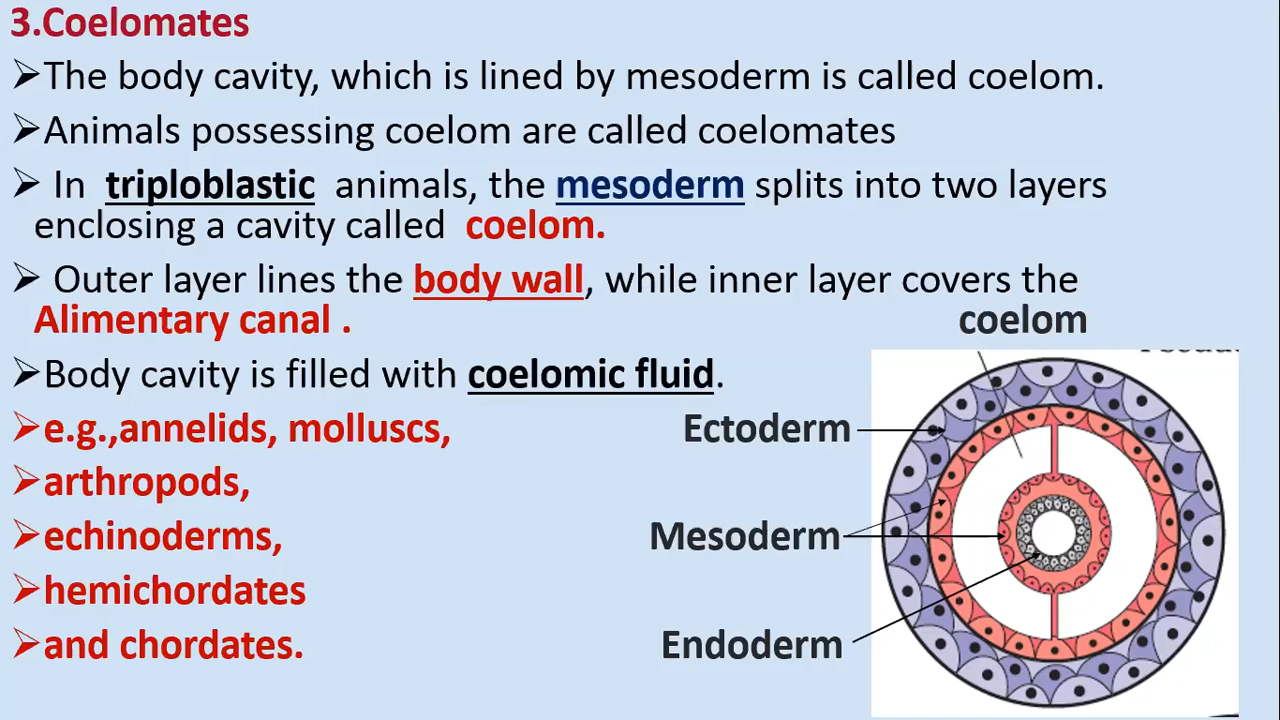 3.Coelomates
➢The body cavity, which is lined by mesoderm is called coelom.
➢Animals possessing coelom are called coelomates
➢ In triploblastic animals, the mesoderm splits into two layers
enclosing a cavity called coelom.
➢ Outer layer lines the body wall, while inner layer covers the
Alimentary canal .
➢Body cavity is filled with coelomic fluid.
➢e.g.,annelids, molluscs,
➢arthropods,
➢echinoderms,
➢hemichordates
➢and chordates.
coelom
Ectoderm
Mesoderm
Endoderm